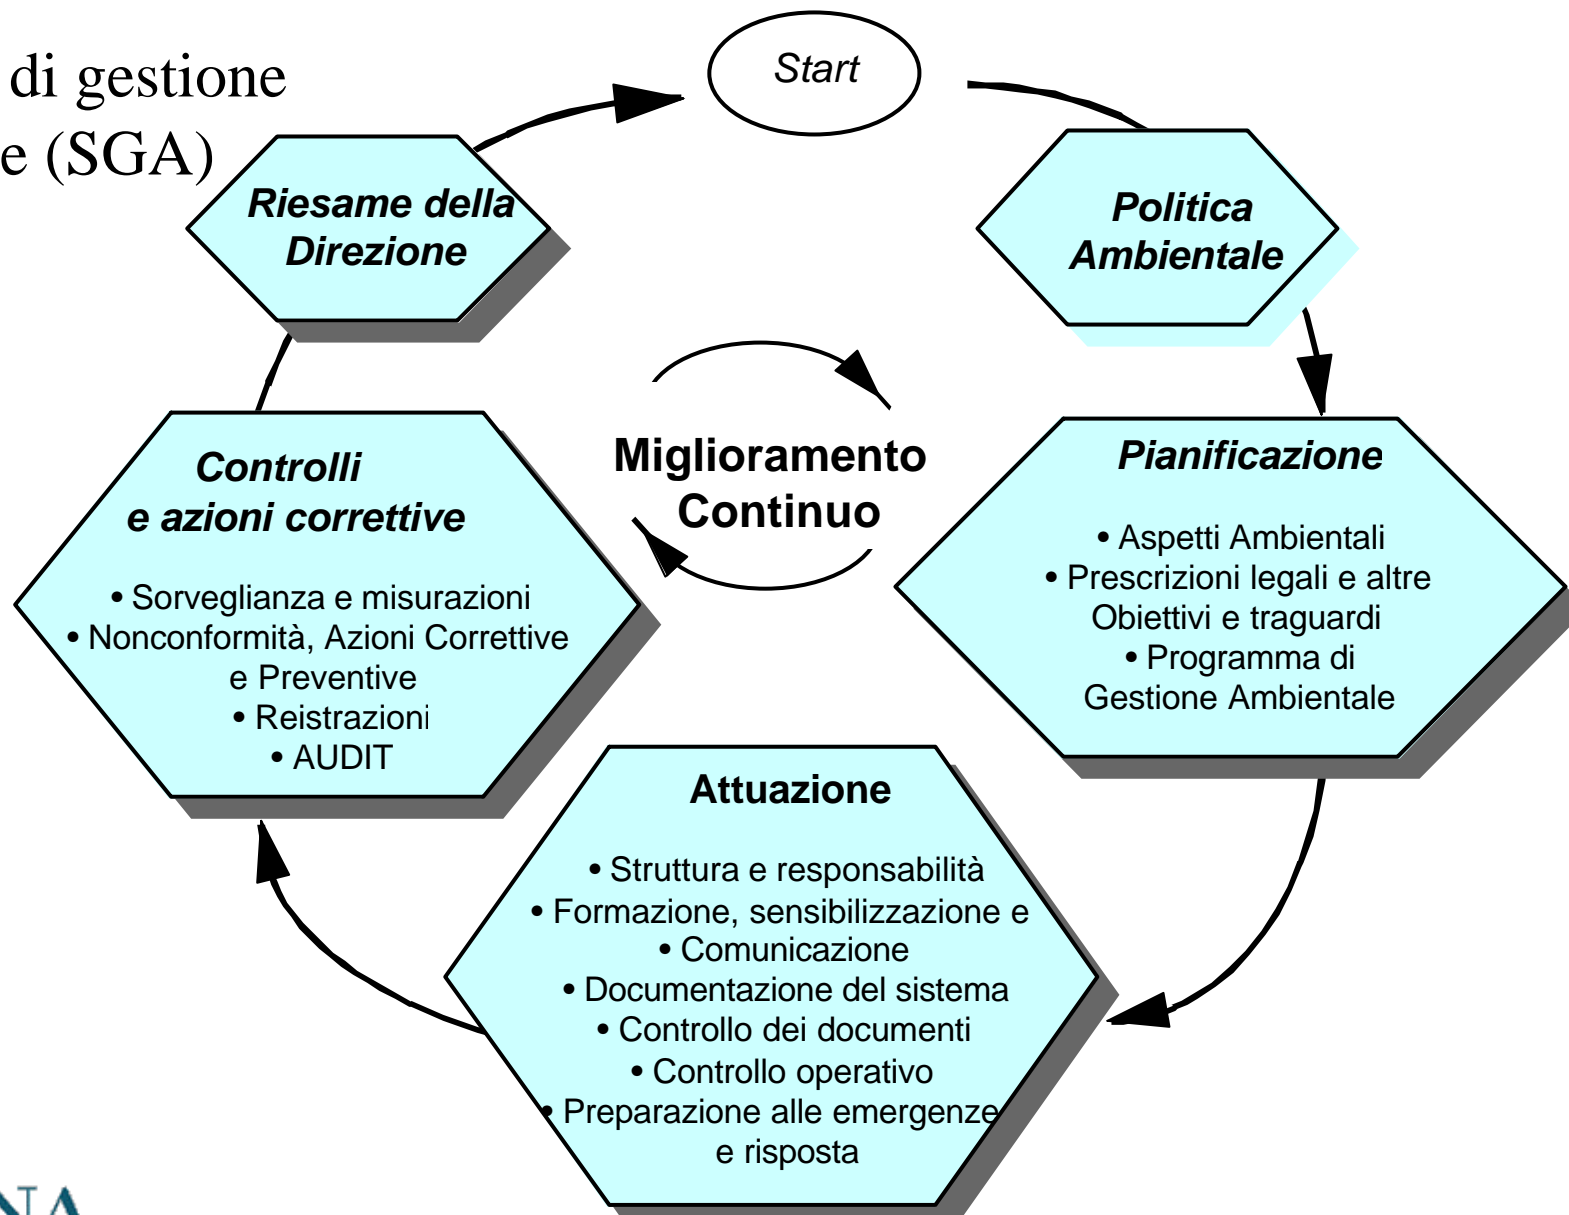 di gestione
e (SGA)
Start
Politica
Ambientale
Pianificazione
• Aspetti Ambientali
• Prescrizioni legali e altre
Obiettivi e traguardi
• Programma di
Gestione Ambientale
Attuazione
• Struttura e responsabilità
• Formazione, sensibilizzazione e
• Comunicazione
• Documentazione del sistema
• Controllo dei documenti
• Controllo operativo
• Preparazione alle emergenze
e risposta
Controlli
e azioni correttive
• Sorveglianza e misurazioni
• Nonconformità, Azioni Correttive
e Preventive
• Reistrazioni
• AUDIT
Riesame della
Direzione
Miglioramento
Continuo